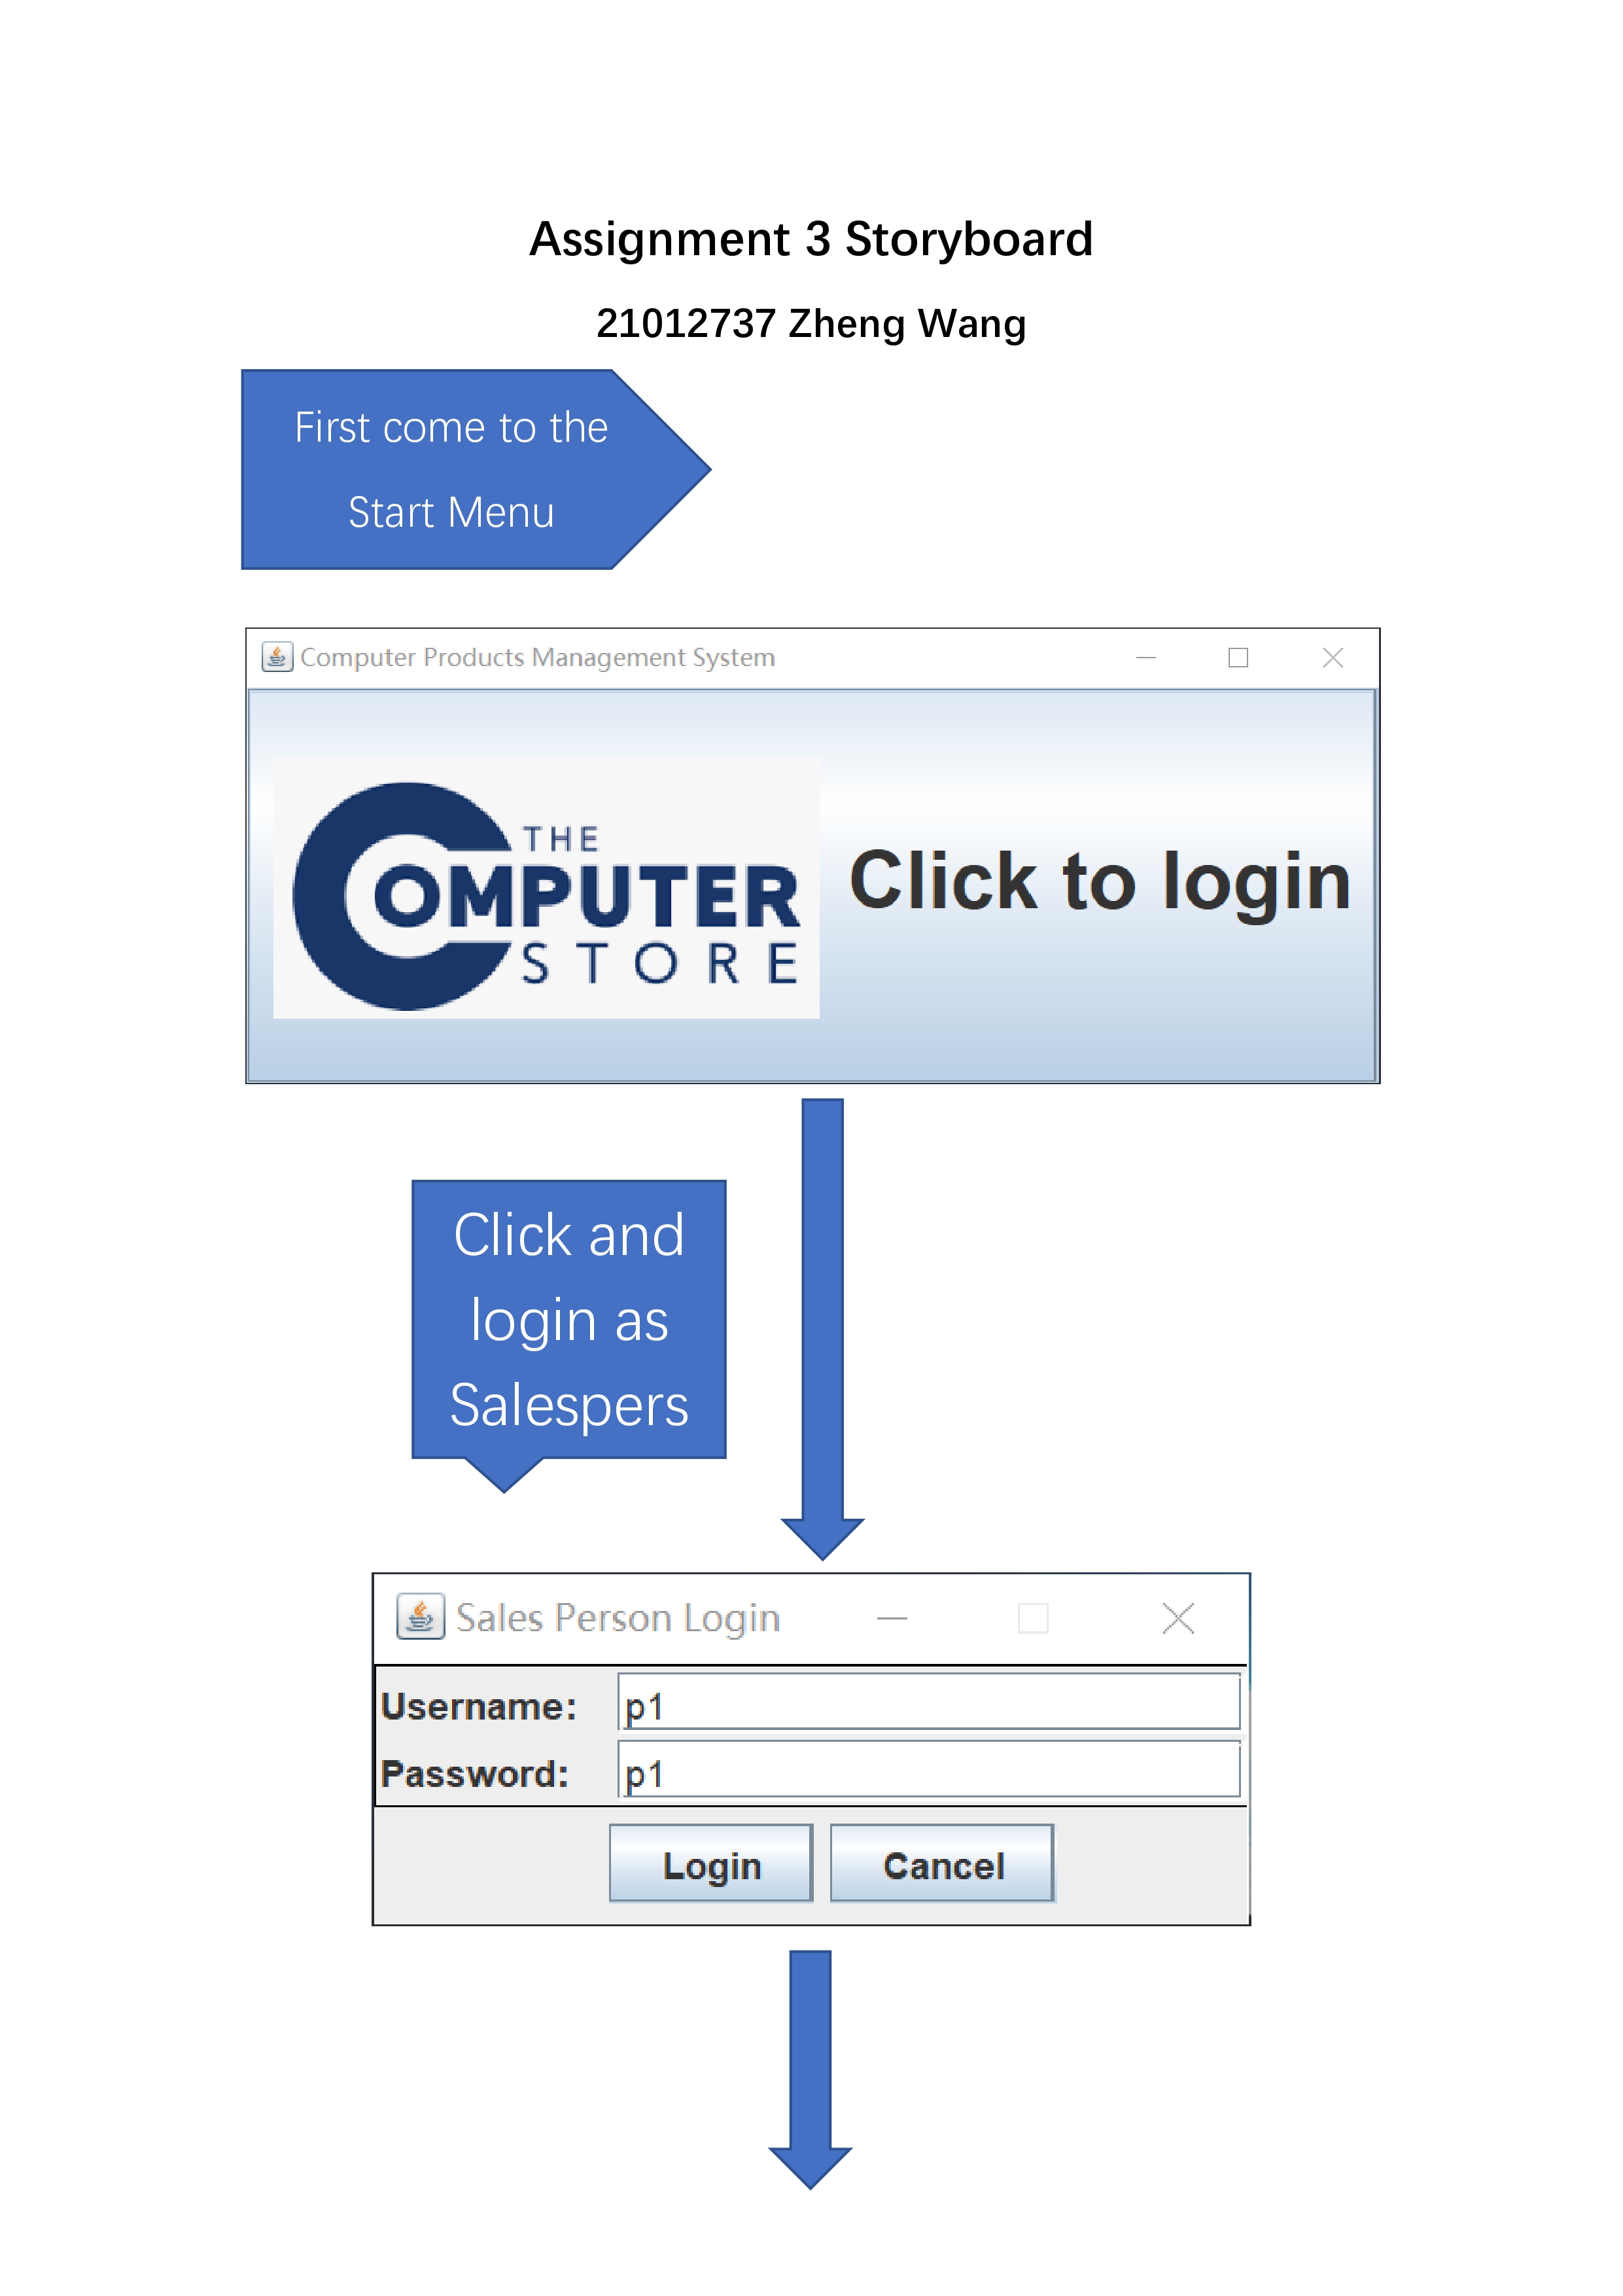 Assignment 3 Storyboard
21012737 Zheng Wang
First come to the
Start Menu
Computer Products Management System
THE
COMPUTER
STORE
Click to login
Click and
login as
Salespers
Sales Person Login
Username: p1
Password: p1
Login Cancel